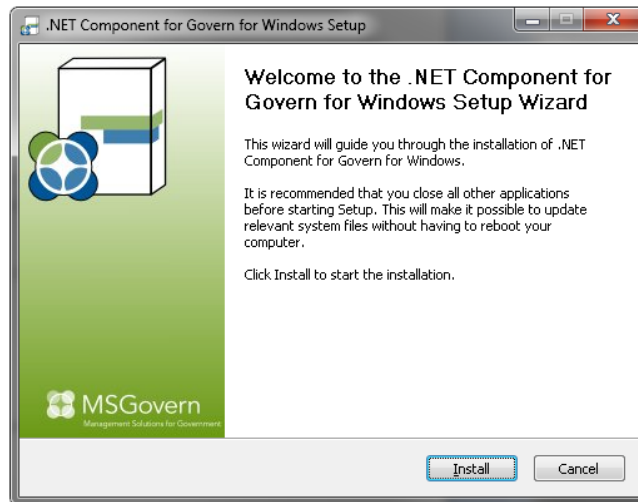 .NET Component for Govern for Windows Setup
Welcome to the .NET Component for
Govern for Windows Setup Wizard
This wizard will guide you through the installation of .NET
Component for Govern for Windows.
It is recommended that you close all other applications
before starting Setup. This will make it possible to update
relevant system files without having to reboot your
computer.
Click Install to start the installation.
MSGovern
Management Solutions for Government
Install
Cancel